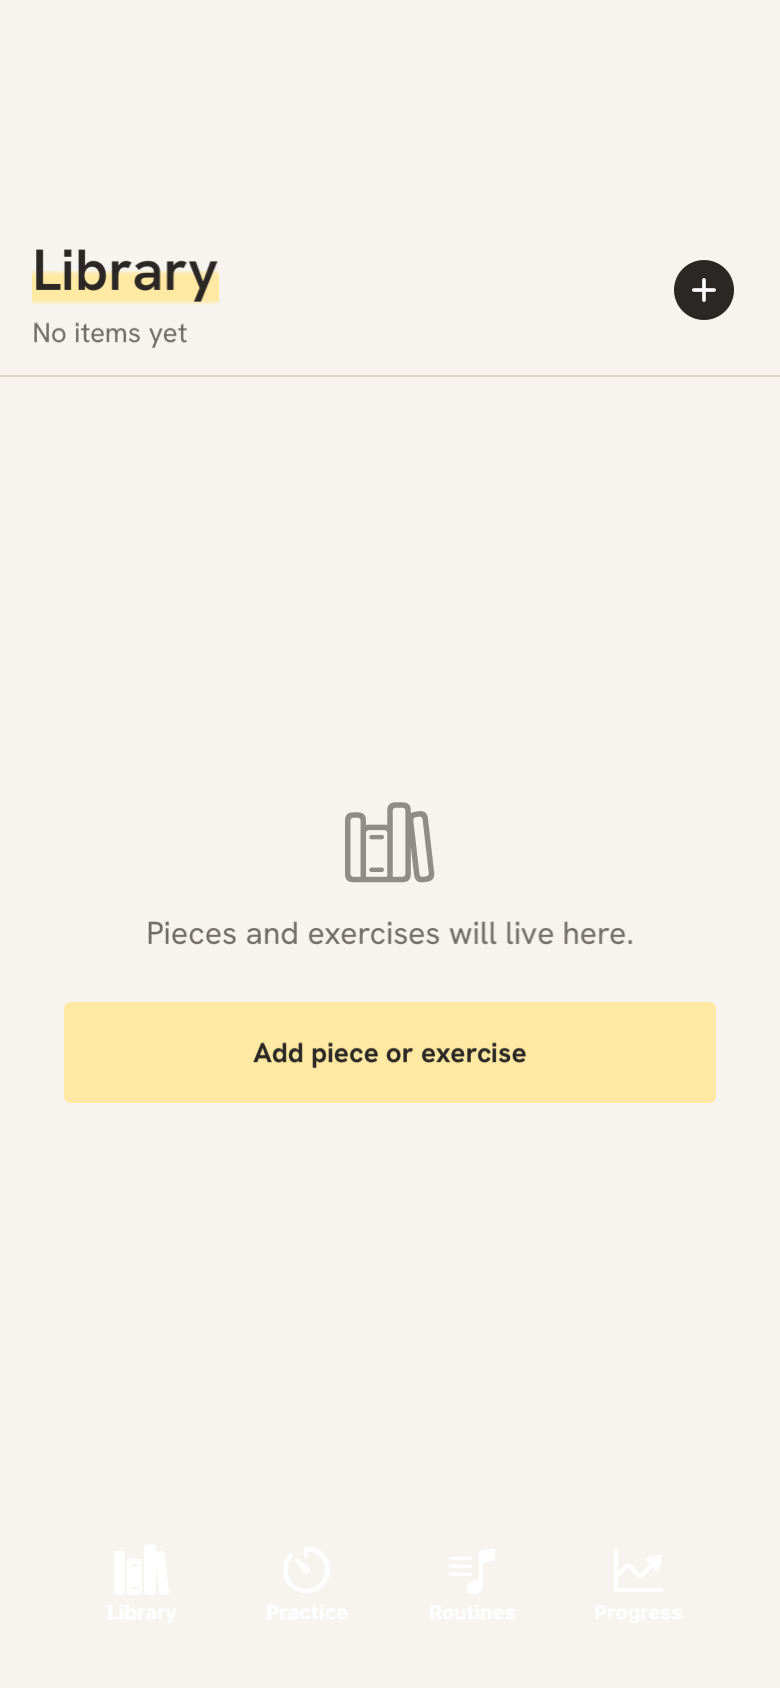 Library
No items yet
Pieces and exercises will live here.
Add piece or exercise
Library
Practice
Routines
Progress